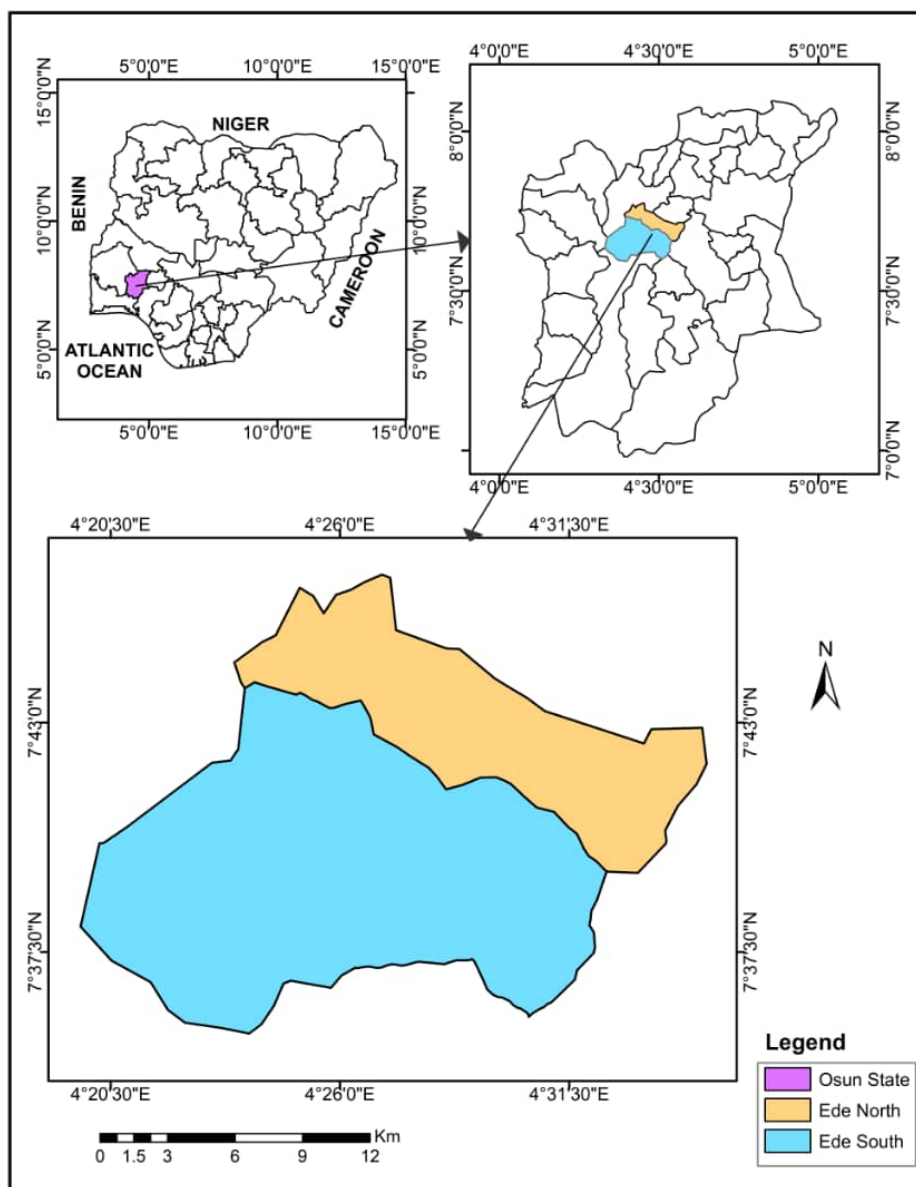 5°0'0"E 10°0'0"E 15°0'0"E
15°0'0"N
10°0'0"N
5°0'0"N
NIGER
BENIN
CAMEROON
ATLANTIC
OCEAN
10°0'0"N
5°0'0"N
5°0'0"E 10°0'0"E 15°0'0"E
4°0'0"E 4°30'0"E 5°0'0"E
8°0'0"N
7°30'0"N
8°0'0"N
7°30'0"N
7°0'0"N
4°0'0"E 4°30'0"E 5°0'0"E
4°20'30"E 4°26'0"E 4°31'30"E
7°43'0"N
7°37'30"N
7°43'0"N
7°37'30"N
4°20'30"E 4°26'0"E 4°31'30"E
N
Legend
Osun State
Ede North
Ede South
Km
0 1.5 3 6 9 12